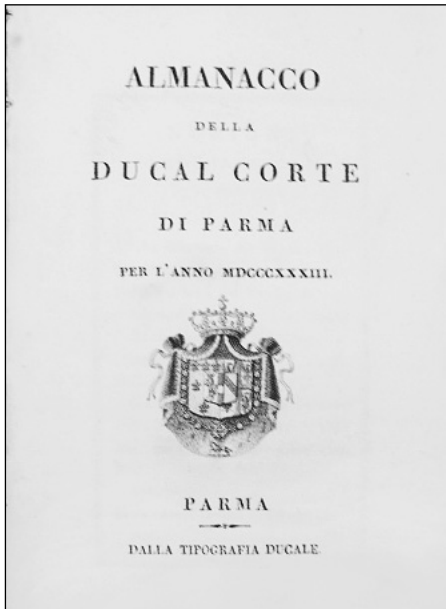 ALMANACCO
DELLA
DUCAL CORTE
DI PARMA
PER L'ANNO MDCCCXXXIII.
PARMA
DALLA TIPOGRAFIA DUCALE.